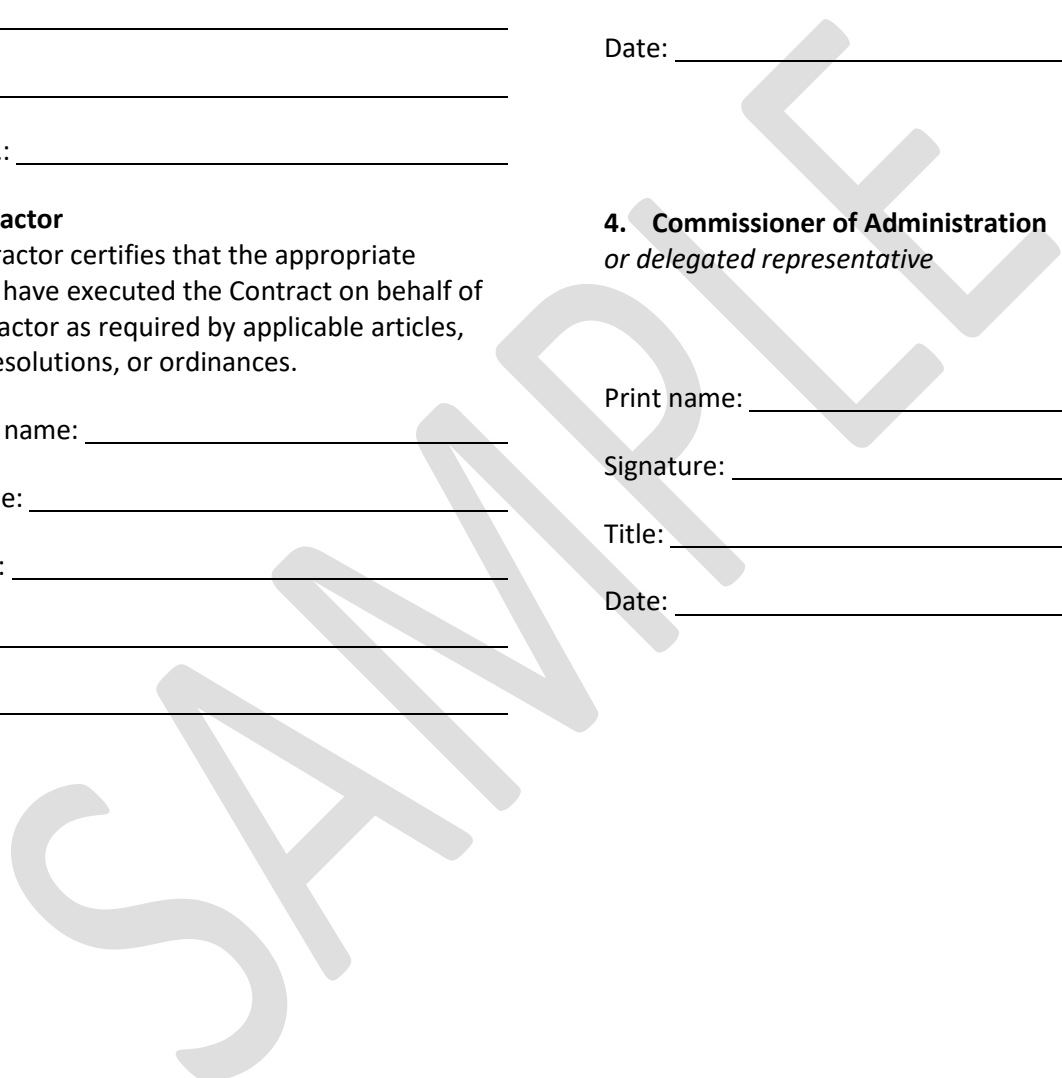 .:
actor
ractor certifies that the appropriate
have executed the Contract on behalf of
actor as required by applicable articles,
esolutions, or ordinances.
name:
e:
:
Date:
4. Commissioner of Administration
or delegated representative
Print name:
Signature:
Title:
Date:
SAMPLE